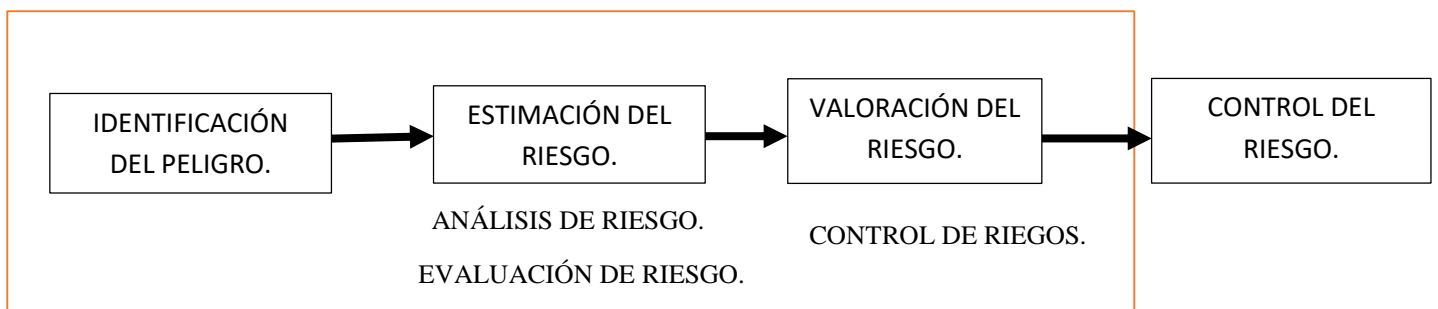 IDENTIFICACIÓN
DEL PELIGRO.
ESTIMACIÓN DEL
RIESGO.
VALORACIÓN DEL
RIESGO.
CONTROL DEL
RIESGO.
ANÁLISIS DE RIESGO.
EVALUACIÓN DE RIESGO.
CONTROL DE RIEGOS.